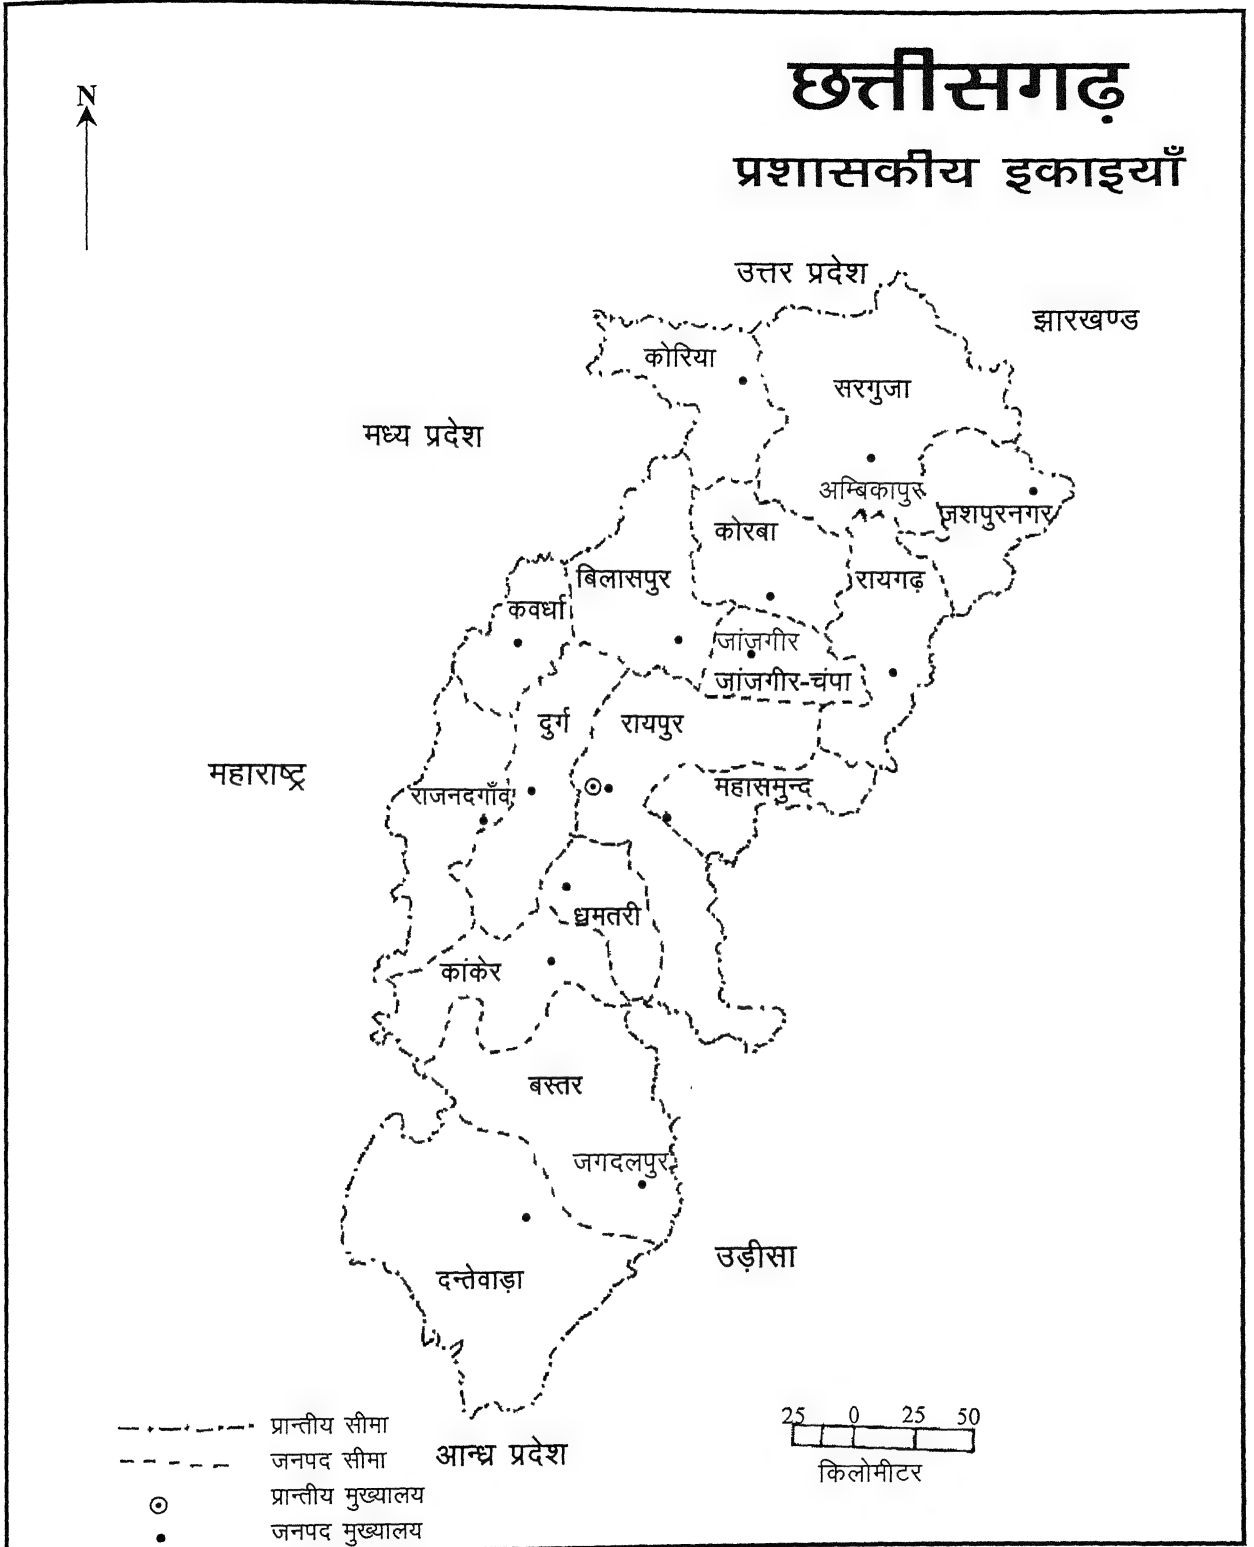 छत्तीसगढ़
प्रशासकीय इकाइयाँ
N
उत्तर प्रदेश
झारखण्ड
कोरिया
सरगुजा
मध्य प्रदेश
अम्बिकापुर
जशपुरनगर
कोरबा
बिलासपुर
रायगढ़
कवर्धा
जांजगीर
जांजगीर-चंपा
दुर्ग
रायपुर
महाराष्ट्र
राजनदगाँव
महासमुन्द
धमतरी
कांकेर
बस्तर
जगदलपुर
उड़ीसा
दन्तेवाड़ा
आन्ध्र प्रदेश
प्रान्तीय सीमा
जनपद सीमा
प्रान्तीय मुख्यालय
जनपद मुख्यालय
25 0 25 50
किलोमीटर